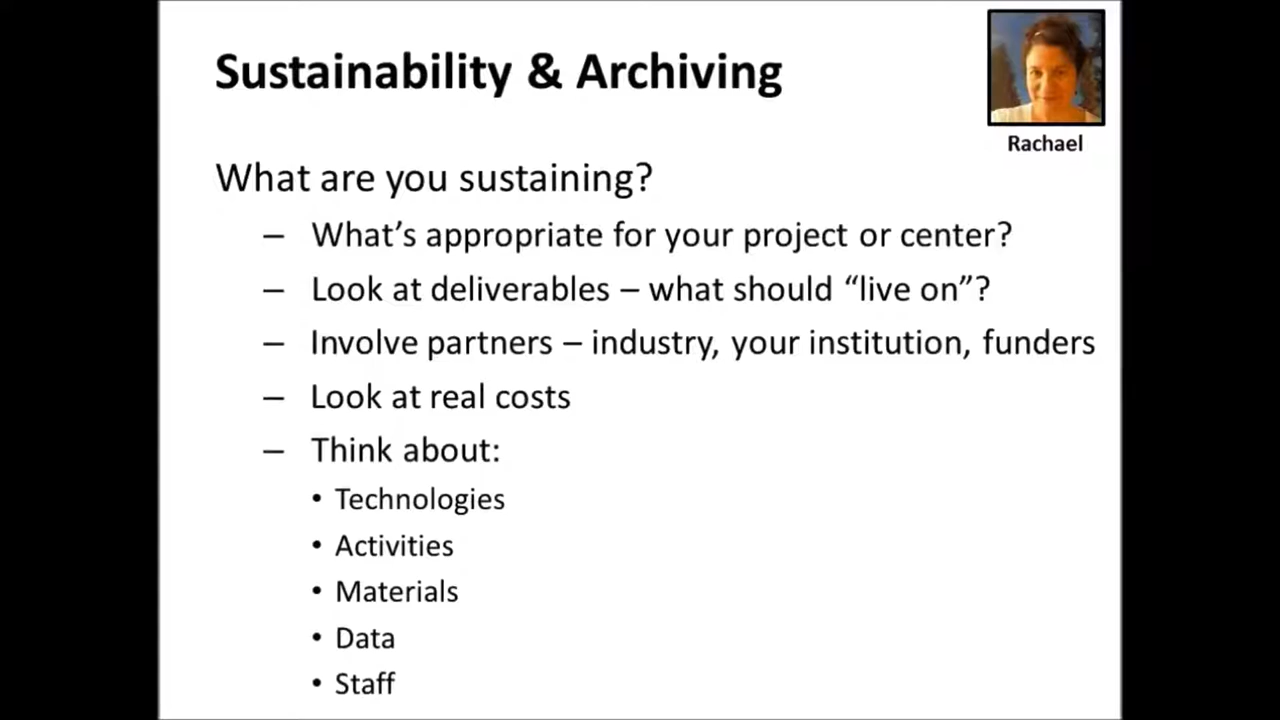 Sustainability & Archiving
Rachael
What are you sustaining?
– What’s appropriate for your project or center?
– Look at deliverables – what should “live on”?
– Involve partners – industry, your institution, funders
– Look at real costs
– Think about:
• Technologies
• Activities
• Materials
• Data
• Staff